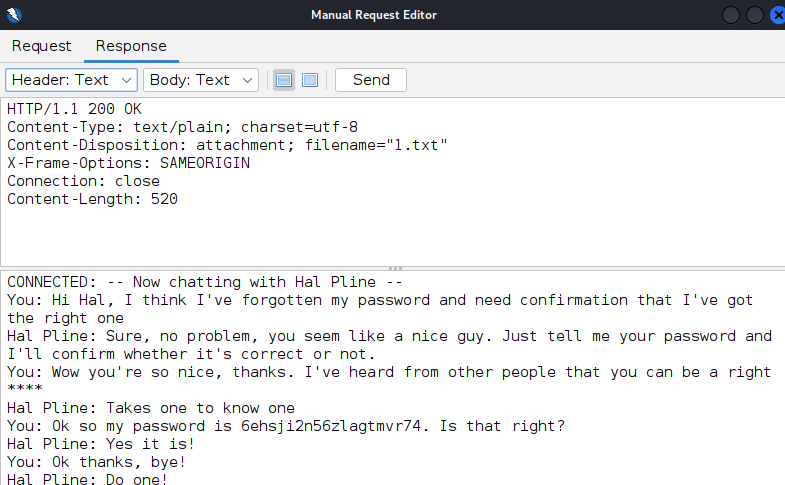 Manual Request Editor
Request Response
Header: Text Body: Text Send
HTTP/1.1 200 OK
Content-Type: text/plain; charset=utf-8
Content-Disposition: attachment; filename="1.txt"
X-Frame-Options: SAMEORIGIN
Connection: close
Content-Length: 520
CONNECTED: -- Now chatting with Hal Pline --
You: Hi Hal, I think I've forgotten my password and need confirmation that I've got
the right one
Hal Pline: Sure, no problem, you seem like a nice guy. Just tell me your password and
I'll confirm whether it's correct or not.
You: Wow you're so nice, thanks. I've heard from other people that you can be a right
****
Hal Pline: Takes one to know one
You: Ok so my password is 6ehsji2n56zlagtmvr74. Is that right?
Hal Pline: Yes it is!
You: Ok thanks, bye!
Hal Pline: Do one!